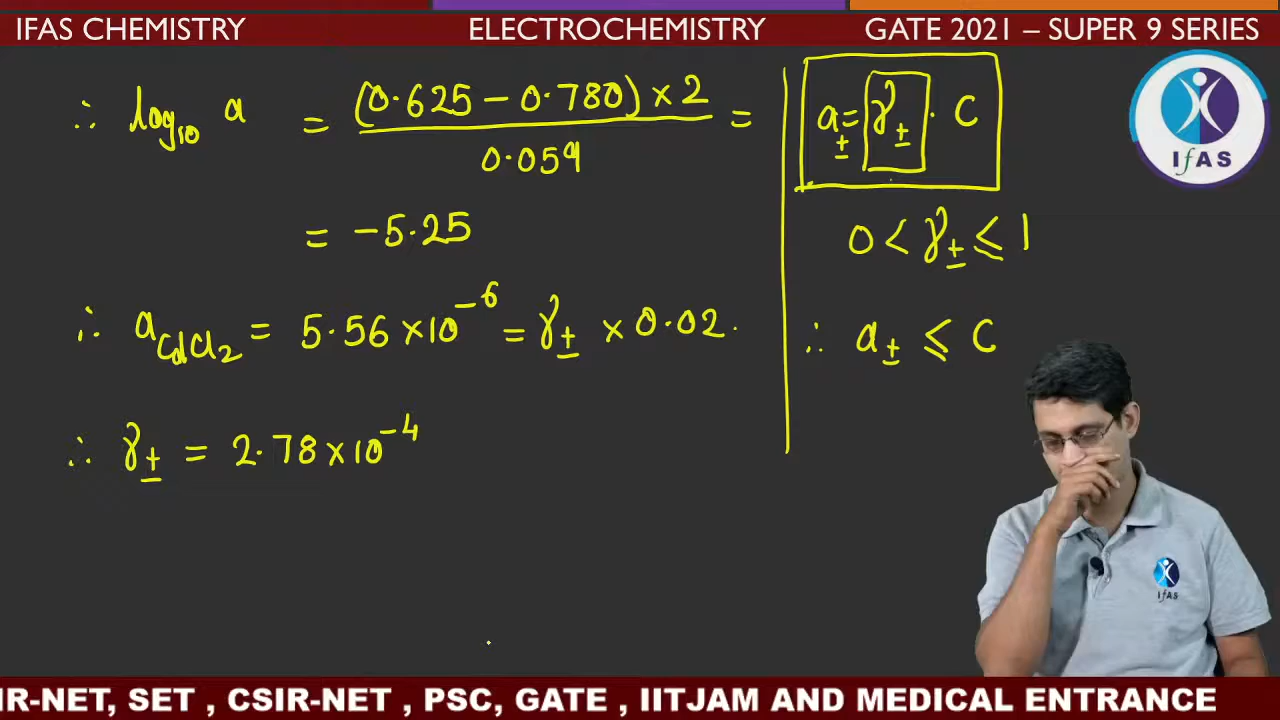 IFAS CHEMISTRY
ELECTROCHEMISTRY
GATE 2021 – SUPER 9 SERIES
∴ log₁₀ a = (0.625 – 0.780) × 2 / 0.059 =
= –5.25
∴ a_CdCl₂ = 5.56 × 10⁻⁶ = γ± × 0.02.
∴ γ± = 2.78 × 10⁻⁴
a± = γ± · C
0 < γ± ≤ 1
∴ a± ≤ C
IfAS
IfAS
IR-NET, SET , CSIR-NET , PSC, GATE , IITJAM AND MEDICAL ENTRANCE